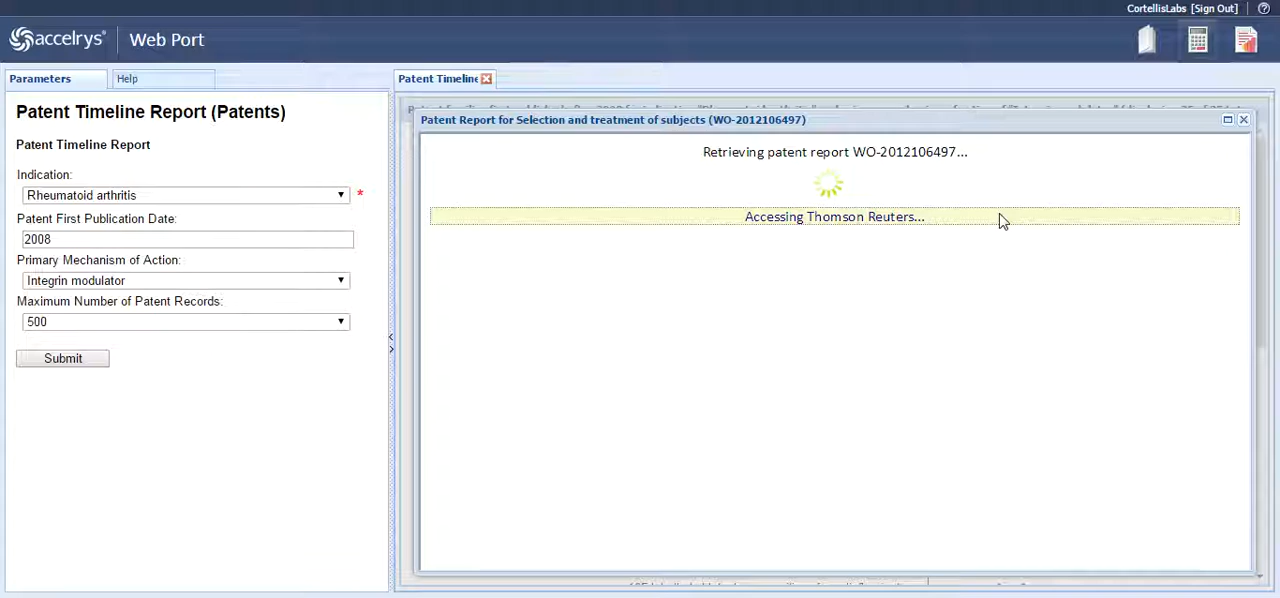 CortellisLabs [Sign Out]
accelrys
Web Port
Parameters
Help
Patent Timeline Report (Patents)
Patent Timeline Report
Indication:
Rheumatoid arthritis
*
Patent First Publication Date:
2008
Primary Mechanism of Action:
Integrin modulator
Maximum Number of Patent Records:
500
Submit
Patent Timeline
Patent Report for Selection and treatment of subjects (WO-2012106497)
Retrieving patent report WO-2012106497...
Accessing Thomson Reuters...